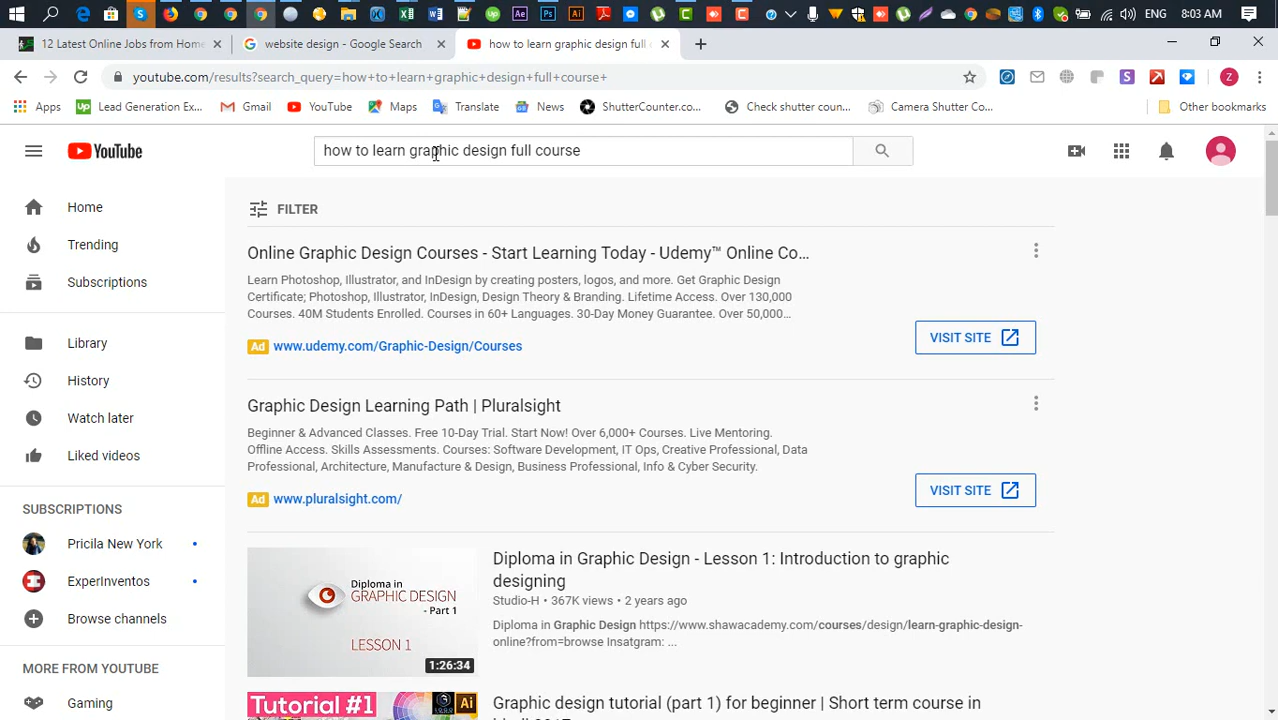 ENG 8:03 AM
12 Latest Online Jobs from Home
website design - Google Search
how to learn graphic design full
youtube.com/results?search_query=how+to+learn+graphic+design+full+course+
Apps Lead Generation Ex... Gmail YouTube Maps Translate News ShutterCounter.co... Check shutter coun... Camera Shutter Co... Other bookmarks
YouTube
how to learn graphic design full course
Home
Trending
Subscriptions
Library
History
Watch later
Liked videos
SUBSCRIPTIONS
Pricila New York
ExperInventos
Browse channels
MORE FROM YOUTUBE
Gaming
FILTER
Online Graphic Design Courses - Start Learning Today - Udemy™ Online Co...
Learn Photoshop, Illustrator, and InDesign by creating posters, logos, and more. Get Graphic Design
Certificate; Photoshop, Illustrator, InDesign, Design Theory & Branding. Lifetime Access. Over 130,000
Courses. 40M Students Enrolled. Courses in 60+ Languages. 30-Day Money Guarantee. Over 50,000...
Ad www.udemy.com/Graphic-Design/Courses
VISIT SITE
Graphic Design Learning Path | Pluralsight
Beginner & Advanced Classes. Free 10-Day Trial. Start Now! Over 6,000+ Courses. Live Mentoring.
Offline Access. Skills Assessments. Courses: Software Development, IT Ops, Creative Professional, Data
Professional, Architecture, Manufacture & Design, Business Professional, Info & Cyber Security.
Ad www.pluralsight.com/
VISIT SITE
Diploma in
GRAPHIC DESIGN
- Part 1
LESSON 1
1:26:34
Diploma in Graphic Design - Lesson 1: Introduction to graphic
designing
Studio-H • 367K views • 2 years ago
Diploma in Graphic Design https://www.shawacademy.com/courses/design/learn-graphic-design-
online?from=browse Insatgram: ...
Tutorial #1
Ai
Graphic design tutorial (part 1) for beginner | Short term course in